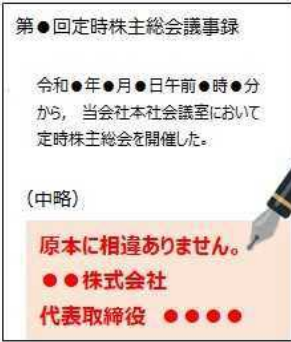 第●回定時株主総会議事録
令和●年●月●日午前●時●分
から， 当会社本社会議室において
定時株主総会を開催した。
（中略）
原本に相違ありません。
●●株式会社
代表取締役 ●●●●